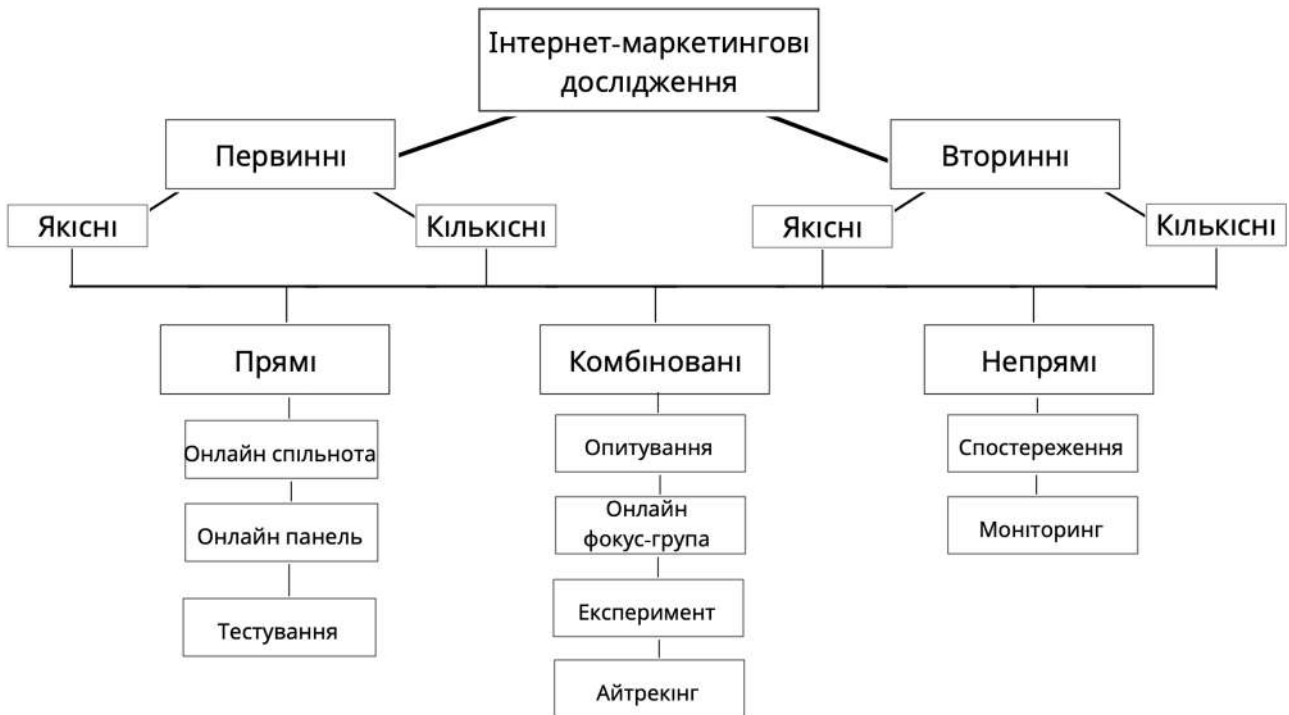 Інтернет-маркетингові
дослідження
Первинні
Вторинні
Якісні
Кількісні
Якісні
Кількісні
Прямі
Комбіновані
Непрямі
Онлайн спільнота
Онлайн панель
Тестування
Опитування
Онлайн
фокус-група
Експеримент
Айтрекінг
Спостереження
Моніторинг